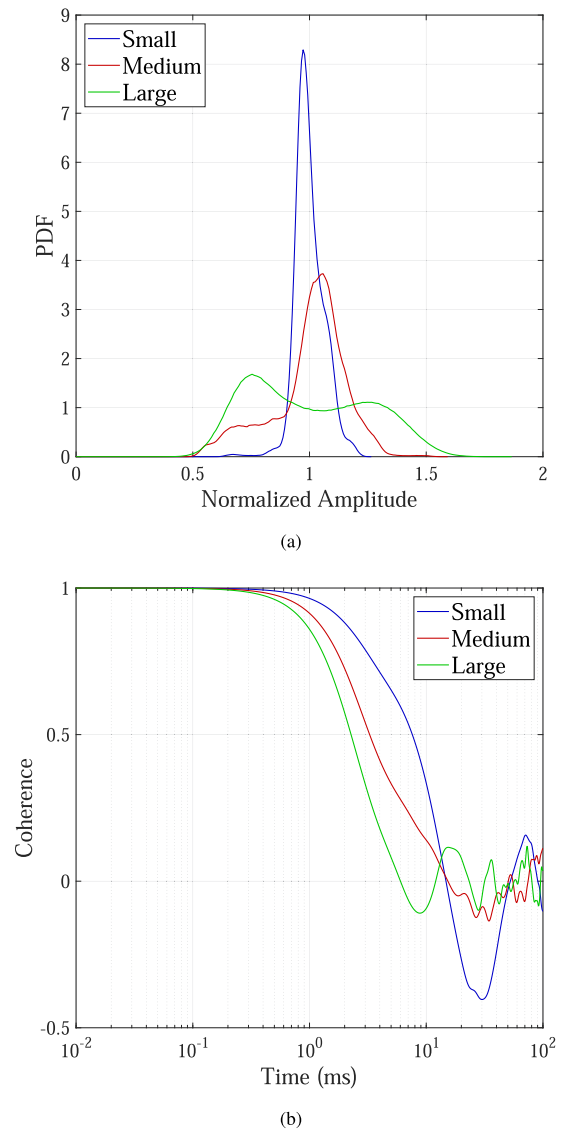 9
8
7
6
5
4
3
2
1
0
PDF
Small
Medium
Large
0
0.5
1
1.5
2
Normalized Amplitude
(a)
1
0.5
0
-0.5
Coherence
Small
Medium
Large
10^-2
10^-1
10^0
10^1
10^2
Time (ms)
(b)